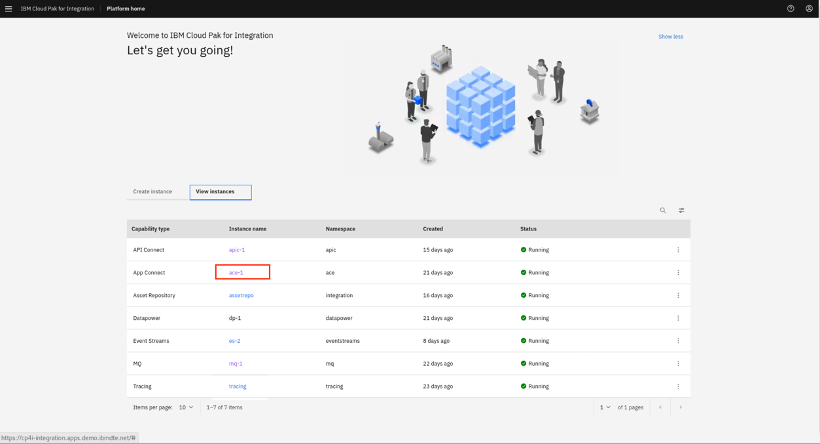 IBM Cloud Pak for Integration | Platform home
Welcome to IBM Cloud Pak for Integration
Show less
Let's get you going!
Create instance View instances
Capability type Instance name Namespace Created Status
API Connect apic-1 apic 15 days ago Running
App Connect ace-1 ace 21 days ago Running
Asset Repository assetrepo integration 16 days ago Running
Datapower dp-1 datapower 21 days ago Running
Event Streams es-2 eventstreams 8 days ago Running
MQ mq-1 mq 22 days ago Running
Tracing tracing tracing 23 days ago Running
Items per page: 10 1–7 of 7 items 1 of 1 pages
https://cp4i-integration.apps.demo.ibmdte.net/#